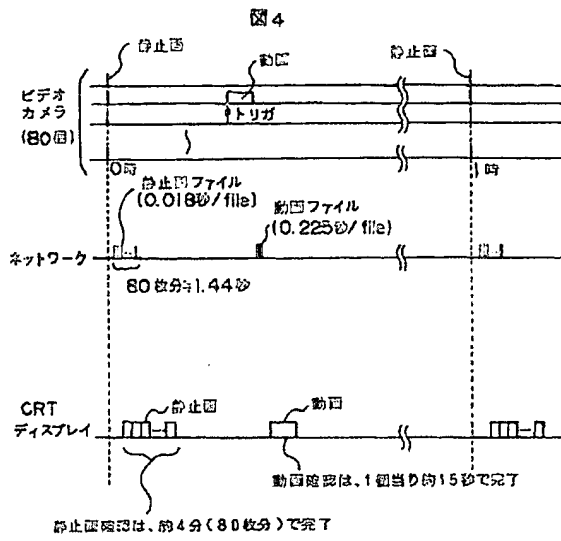 図4
静止画
動画
静止画
ビデオ
カメラ
(80個)
トリガ
0時
1時
静止画ファイル
(0.018秒/file)
動画ファイル
(0.225秒/file)
ネットワーク
80枚分≒1.44秒
CRT
ディスプレイ
静止画
動画
動画確認は、1個当り約15秒で完了
静止画確認は、約4分(80枚分)で完了